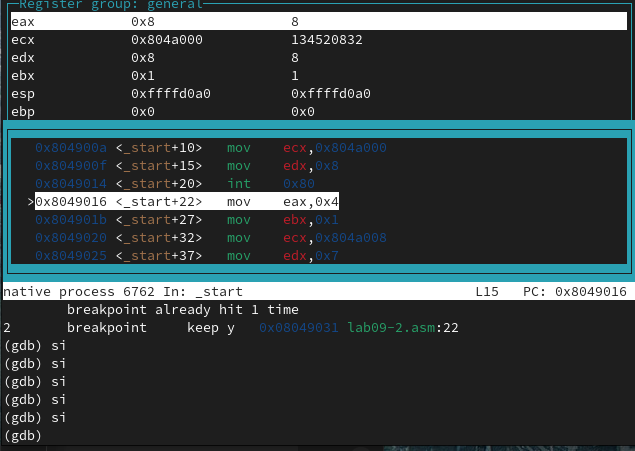 Register group: general
eax 0x8 8
ecx 0x804a000 134520832
edx 0x8 8
ebx 0x1 1
esp 0xffffd0a0 0xffffd0a0
ebp 0x0 0x0
0x804900a <_start+10> mov ecx,0x804a000
0x804900f <_start+15> mov edx,0x8
0x8049014 <_start+20> int 0x80
>0x8049016 <_start+22> mov eax,0x4
0x804901b <_start+27> mov ebx,0x1
0x8049020 <_start+32> mov ecx,0x804a008
0x8049025 <_start+37> mov edx,0x7
native process 6762 In: _start L15 PC: 0x8049016
breakpoint already hit 1 time
2 breakpoint keep y 0x08049031 lab09-2.asm:22
(gdb) si
(gdb) si
(gdb) si
(gdb) si
(gdb) si
(gdb)